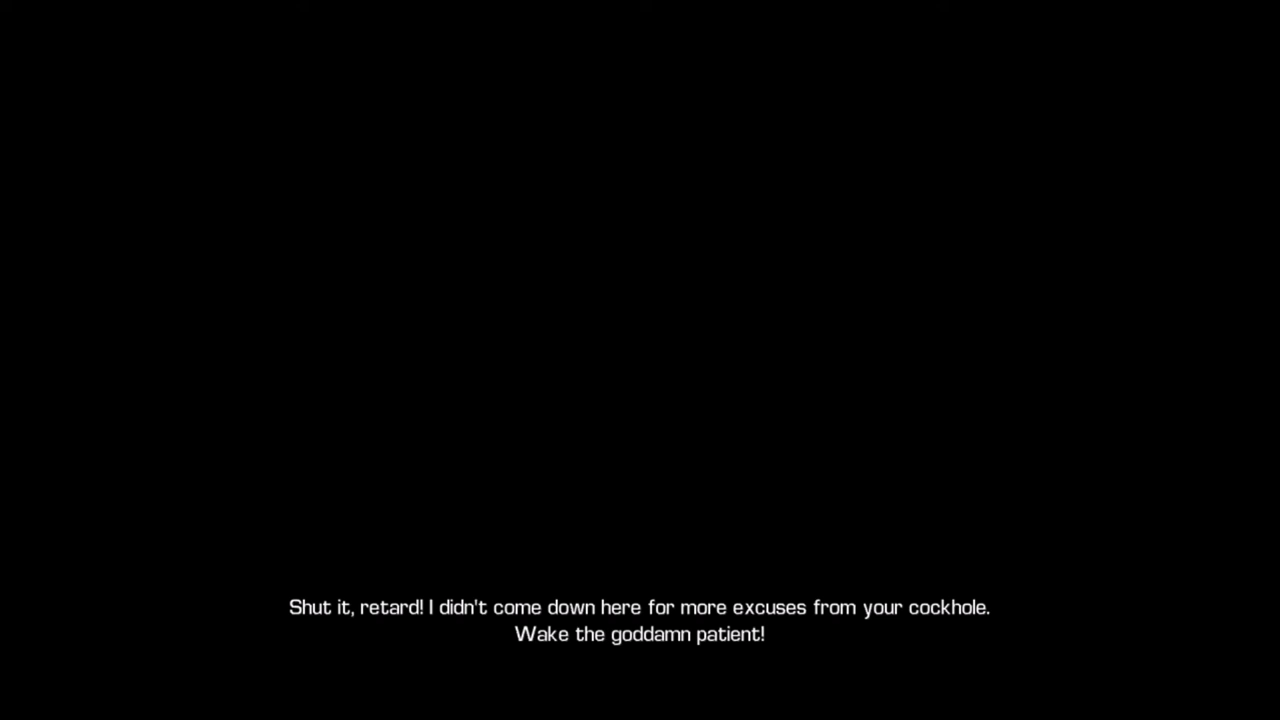 Shut it, retard! I didn't come down here for more excuses from your cockhole.
Wake the goddamn patient!